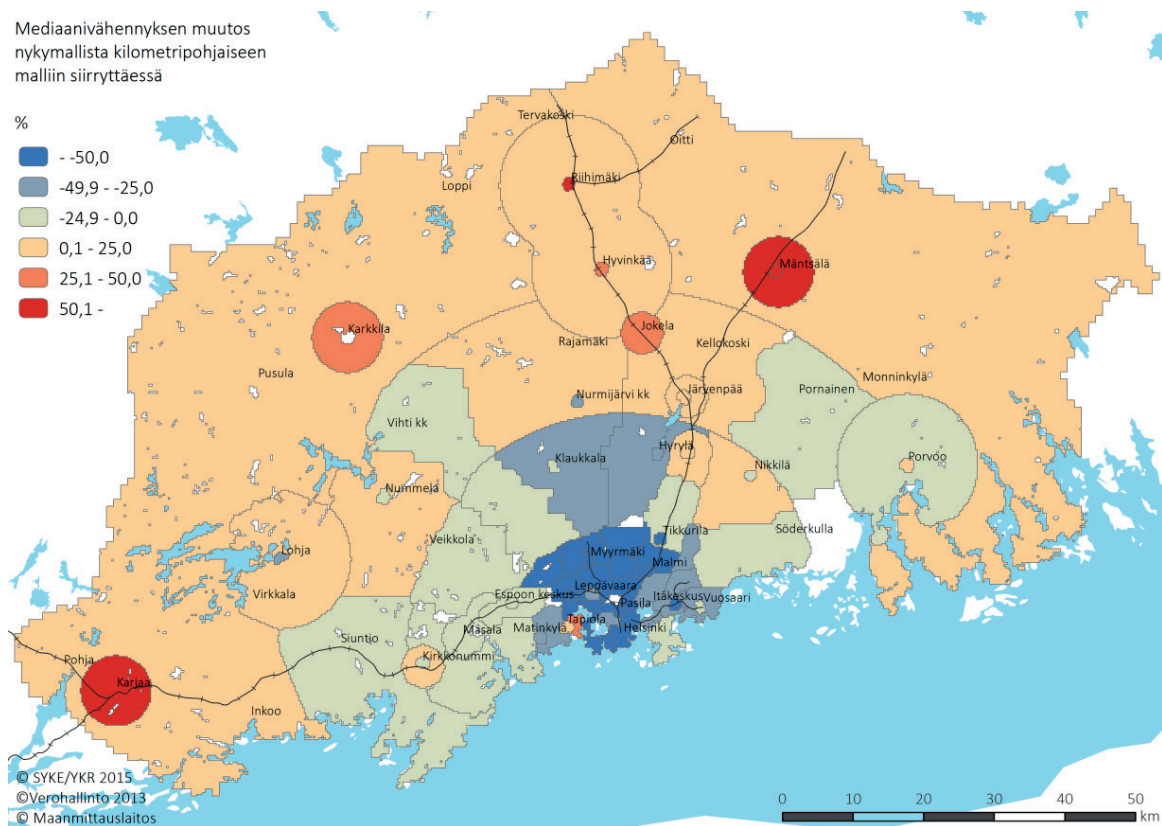 Mediaanivähennyksen muutos
nykymallista kilometripohjaiseen
malliin siirryttäessä
%
- -50,0
-49,9 - -25,0
-24,9 - 0,0
0,1 - 25,0
25,1 - 50,0
50,1 -
Tervakoski
Oitti
Loppi
Riihimäki
Hyvinkää
Mäntsälä
Karkkila
Jokela
Rajamäki
Kellokoski
Pusula
Monninkylä
Järvenpää
Pornainen
Nurmijärvi kk
Vihti kk
Klaukkala
Hyrylä
Nikkilä
Porvoo
Nummela
Tikkurila
Söderkulla
Veikkola
Lohja
Myyrmäki
Malmi
Leppävaara
Virkkala
Espoon keskus
Pasila
Itäkeskus
Vuosaari
Siuntio
Masala
Matinkylä
Tapiola
Helsinki
Kirkkonummi
Pohja
Karjaa
Inkoo
© SYKE/YKR 2015
©Verohallinto 2013
© Maanmittauslaitos
0 10 20 30 40 50
km